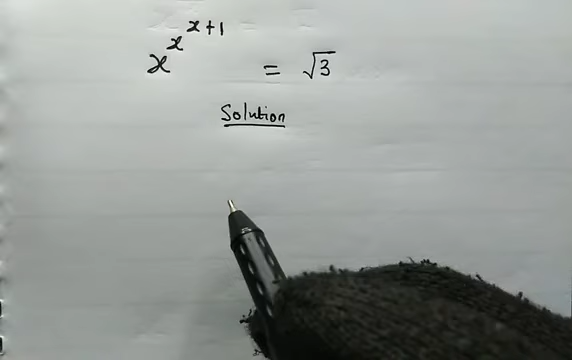 x^{x^{x+1}} = √3
Solution